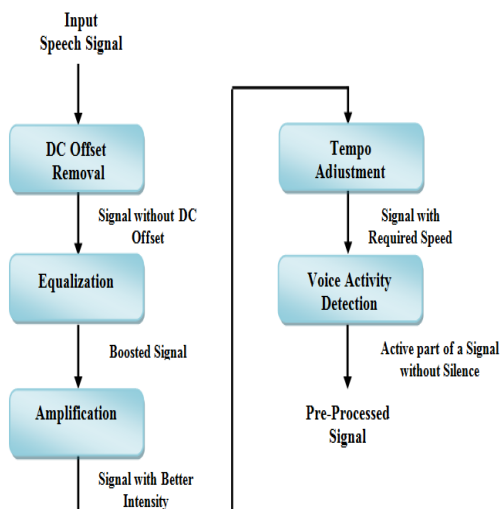 Input
Speech Signal
DC Offset
Removal
Signal without DC
Offset
Equalization
Boosted Signal
Amplification
Signal with Better
Intensity
Tempo
Adiustment
Signal with
Required Speed
Voice Activity
Detection
Active part of a Signal
without Silence
Pre-Processed
Signal